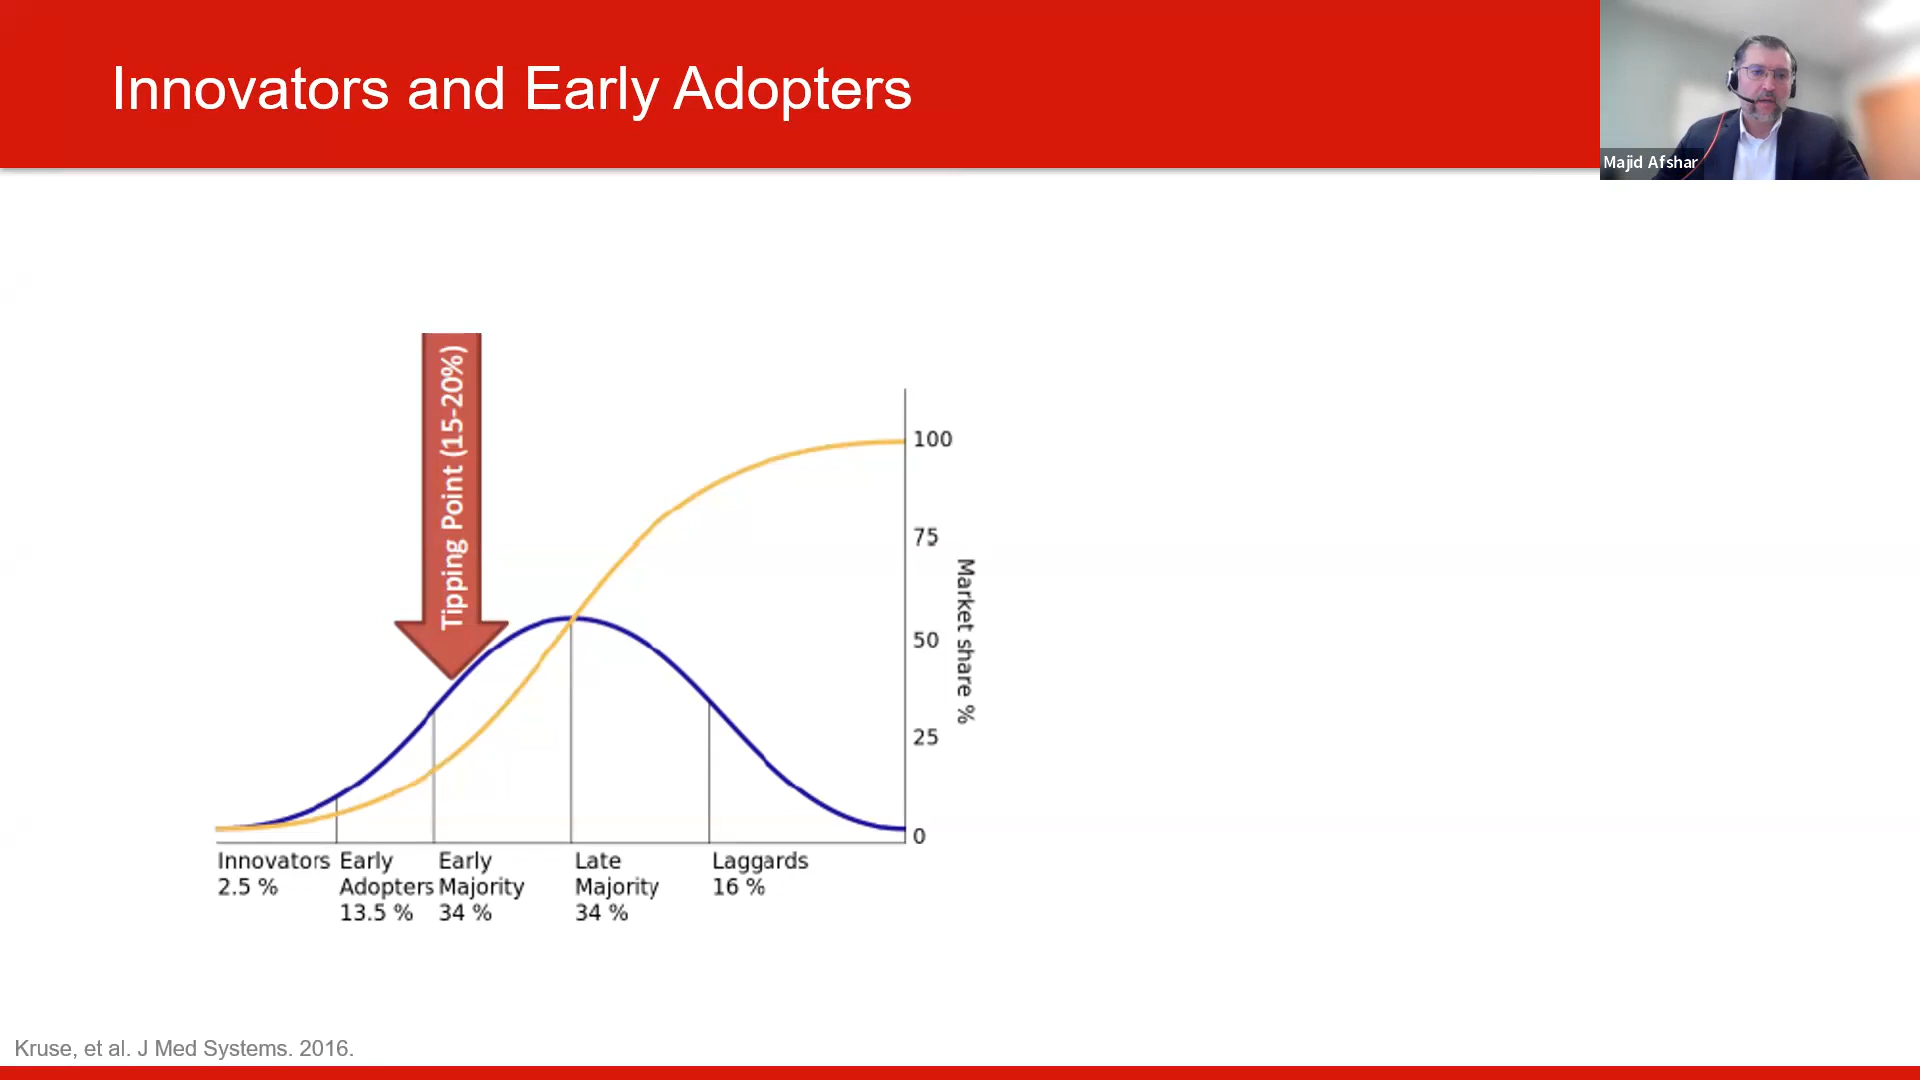 Innovators and Early Adopters
Majid Afshar
Tipping Point (15-20%)
100
75
50
25
0
Market share %
Innovators
2.5 %
Early
Adopters
13.5 %
Early
Majority
34 %
Late
Majority
34 %
Laggards
16 %
Kruse, et al. J Med Systems. 2016.